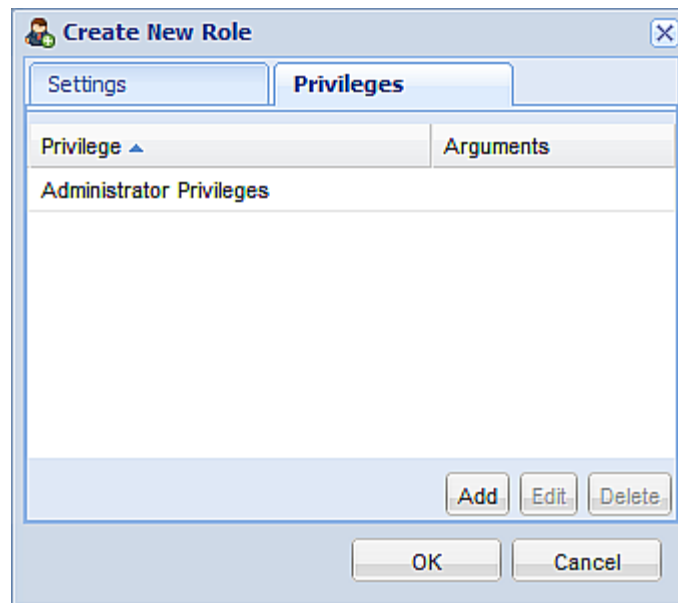 Create New Role
Settings Privileges
Privilege Arguments
Administrator Privileges
Add Edit Delete
OK Cancel